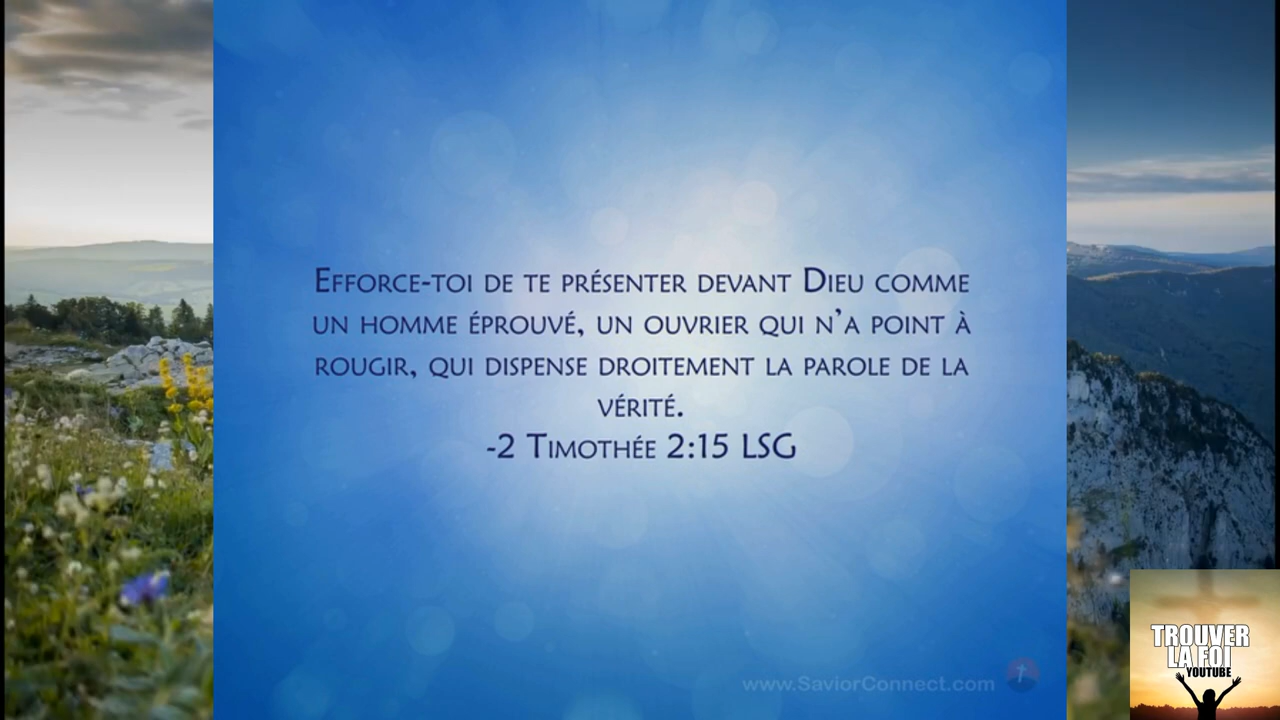 Efforce-toi de te présenter devant Dieu comme
un homme éprouvé, un ouvrier qui n'a point à
rougir, qui dispense droitement la parole de la
vérité.
-2 Timothée 2:15 LSG
www.SaviorConnect.com
TROUVER
LA FOI
YOUTUBE